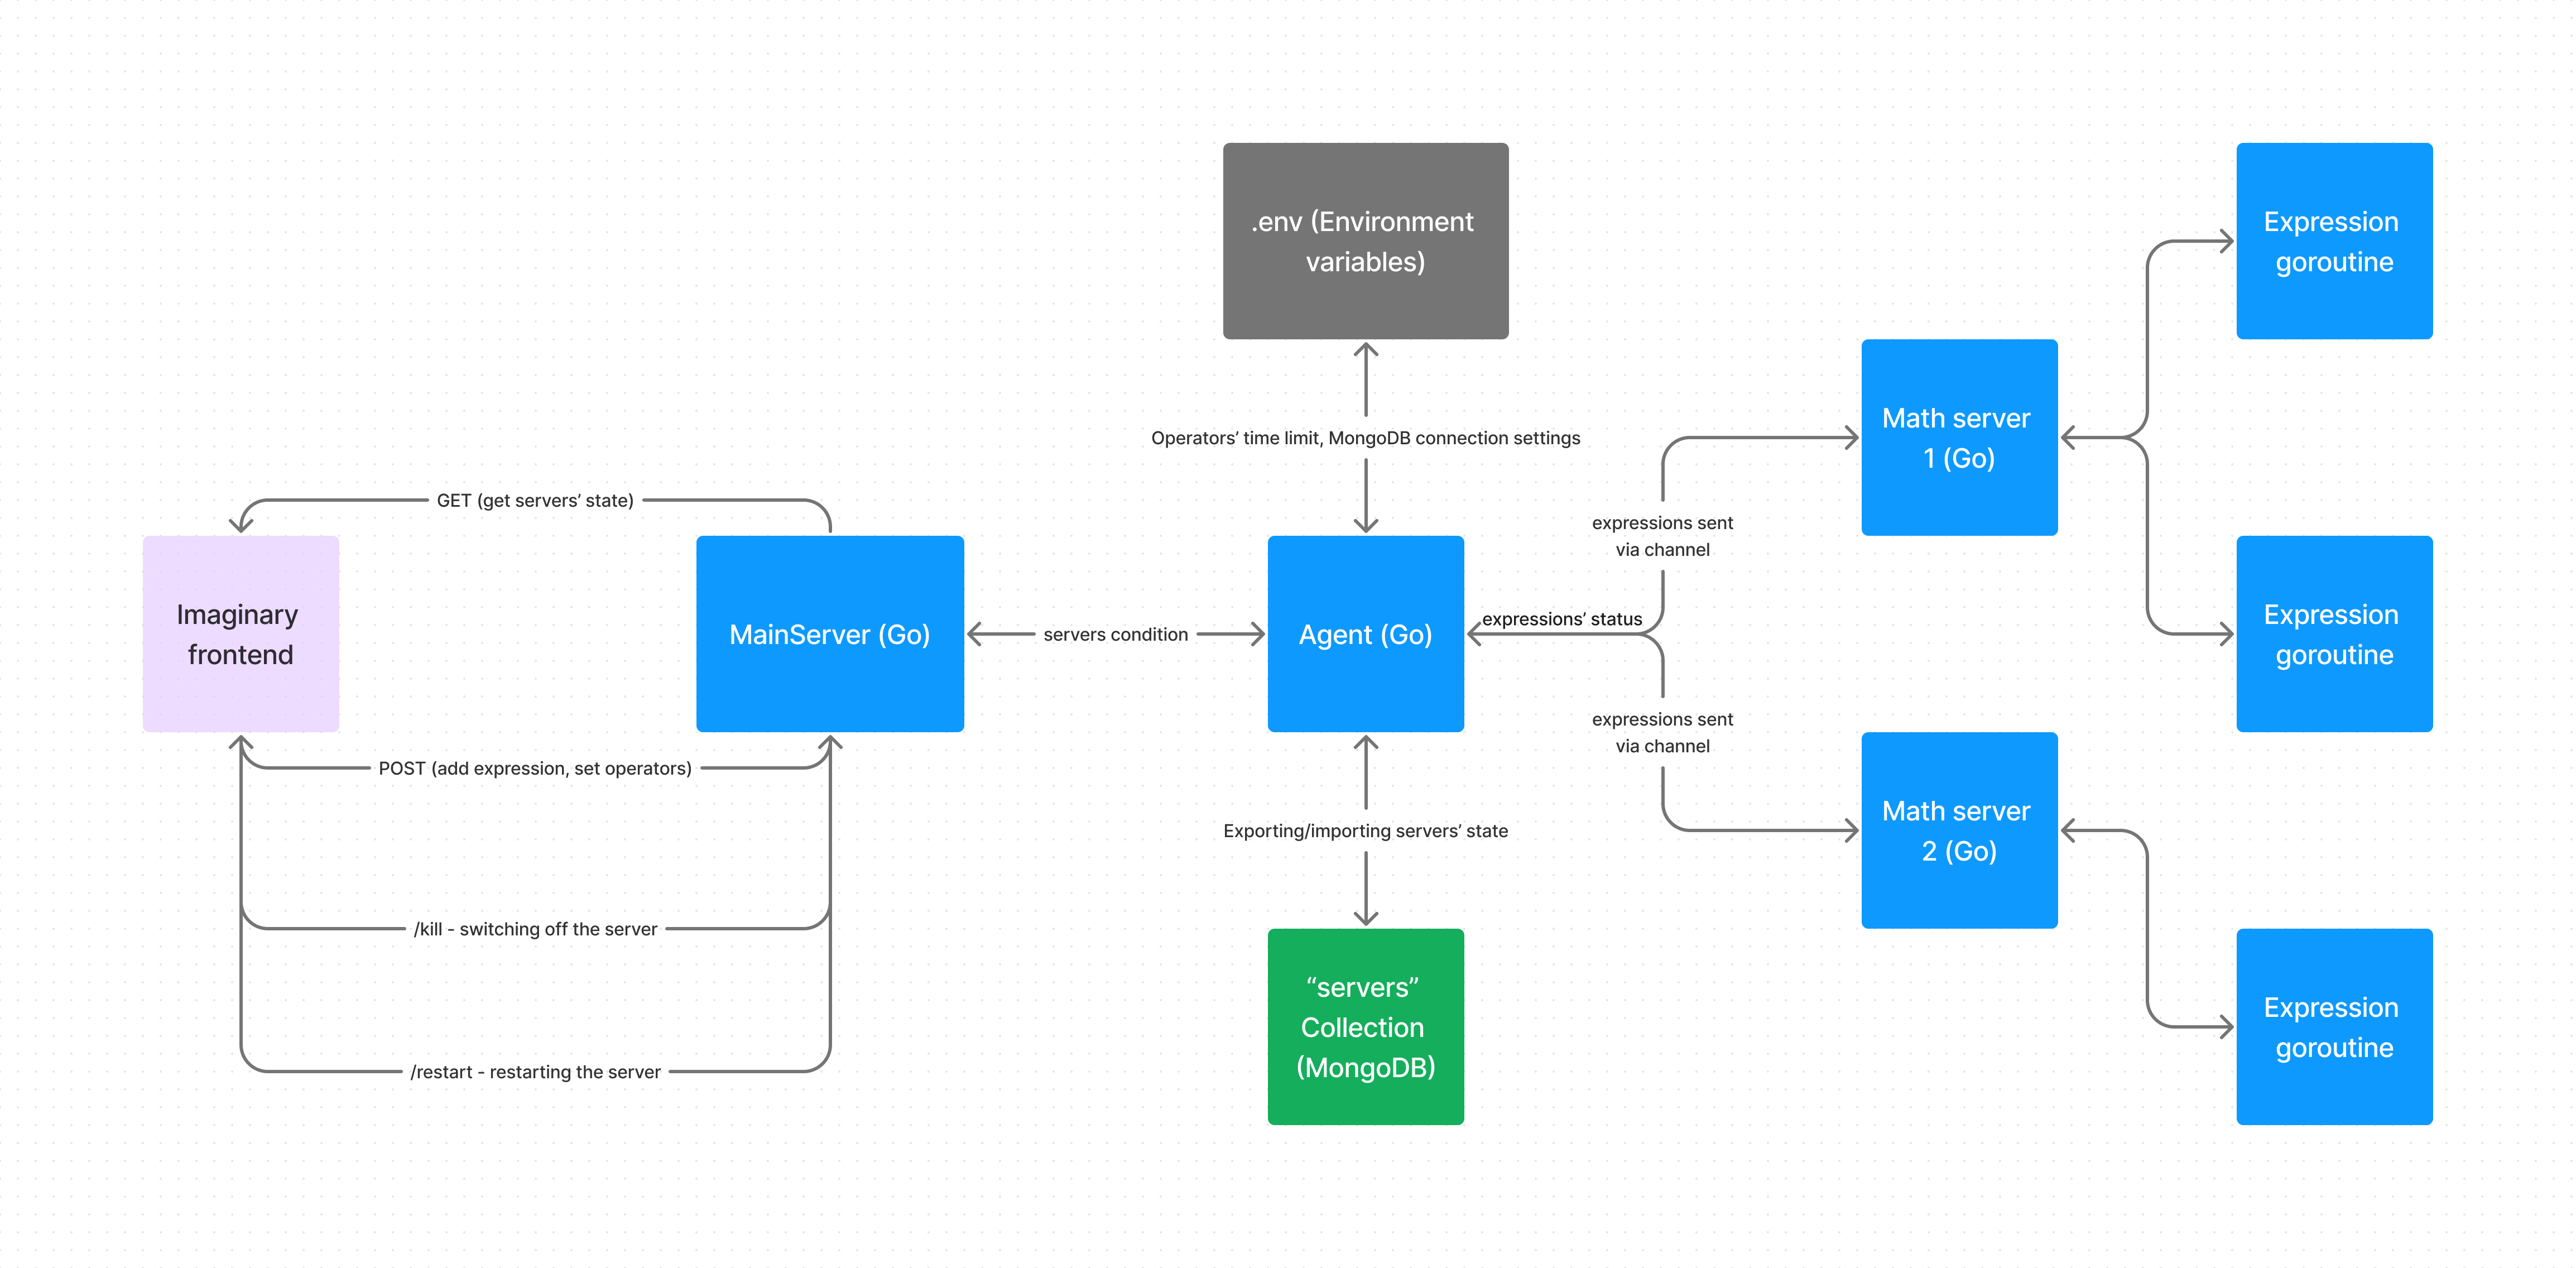 .env (Environment
variables)
Expression
goroutine
Operators’ time limit, MongoDB connection settings
Math server
1 (Go)
GET (get servers’ state)
expressions sent
via channel
Imaginary
frontend
MainServer (Go)
servers condition
Agent (Go)
expressions’ status
Expression
goroutine
expressions sent
via channel
POST (add expression, set operators)
Exporting/importing servers’ state
Math server
2 (Go)
/kill - switching off the server
“servers”
Collection
(MongoDB)
Expression
goroutine
/restart - restarting the server